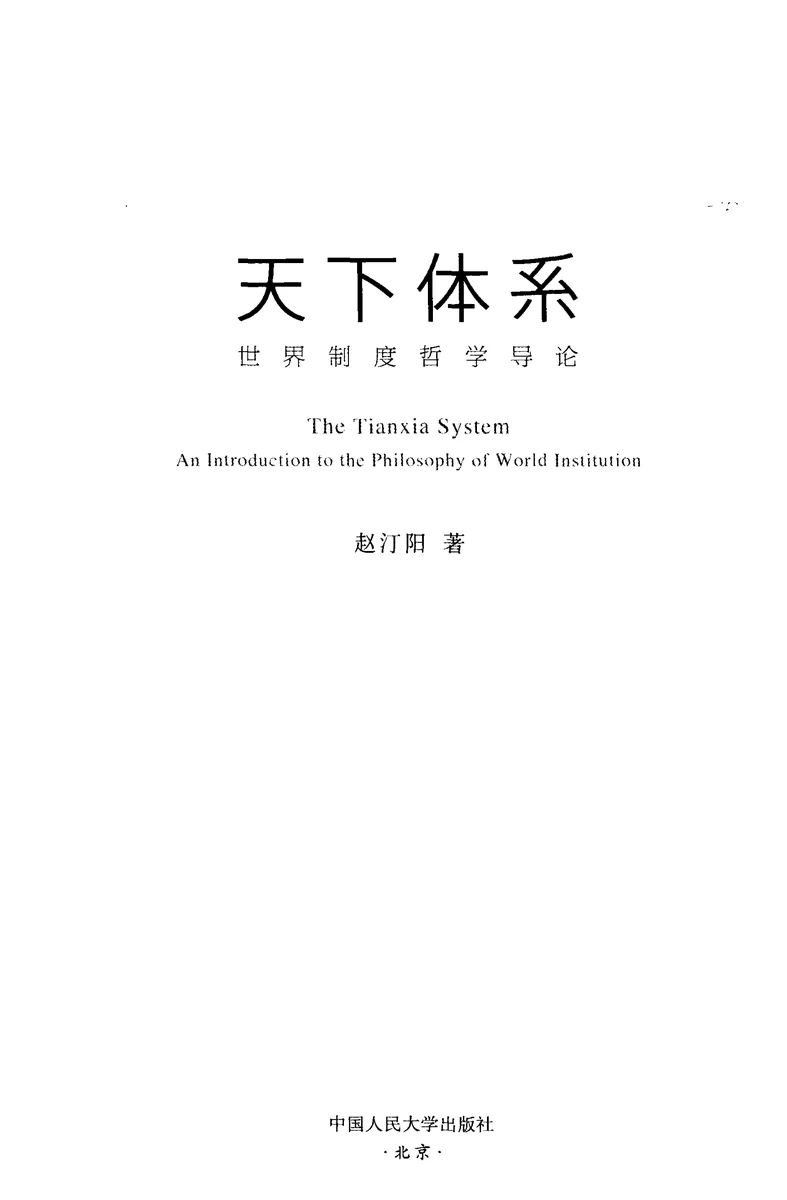 天下体系
世界制度哲学导论
The Tianxia System
An Introduction to the Philosophy of World Institution
赵汀阳 著
中国人民大学出版社
·北京·